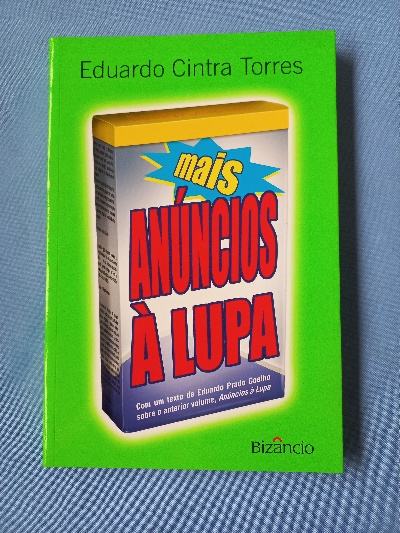 Eduardo Cintra Torres
mais
ANÚNCIOS
À LUPA
Com um texto de Eduardo Prado Coelho
sobre o anterior volume, Anúncios à Lupa
Bizâncio